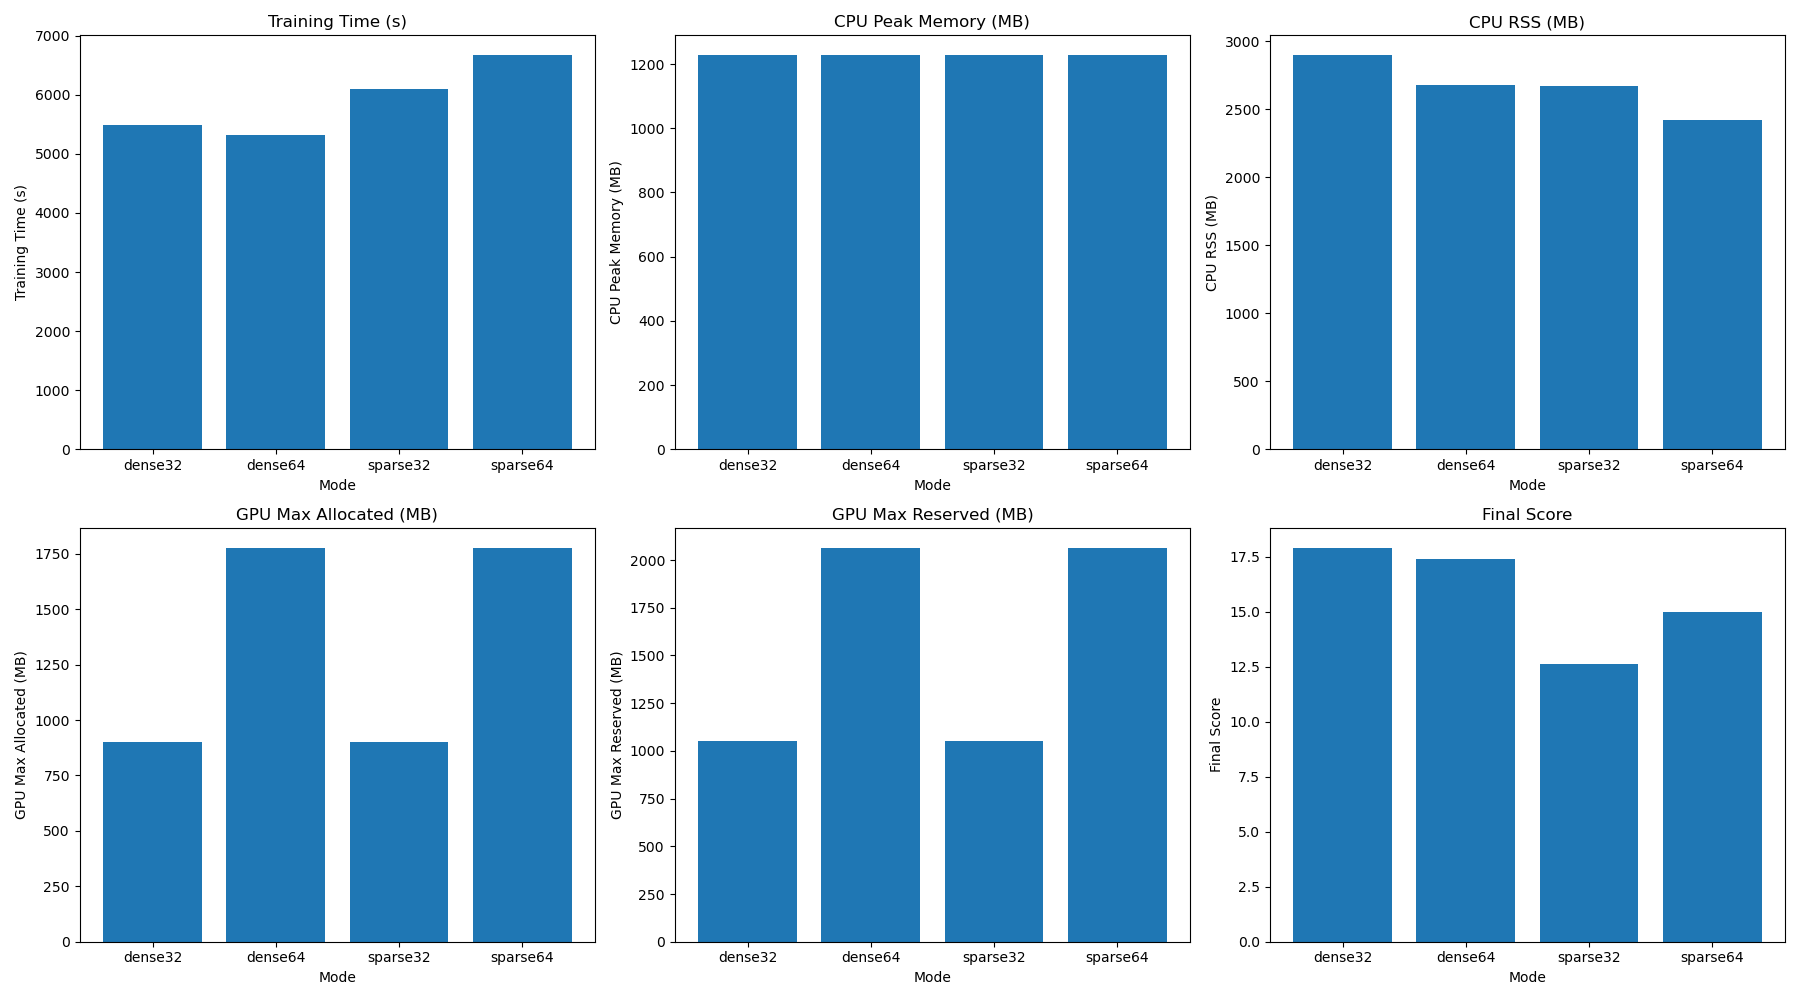 Training Time (s)
Training Time (s)
7000
6000
5000
4000
3000
2000
1000
0
dense32 dense64 sparse32 sparse64
Mode
CPU Peak Memory (MB)
CPU Peak Memory (MB)
1200
1000
800
600
400
200
0
dense32 dense64 sparse32 sparse64
Mode
CPU RSS (MB)
CPU RSS (MB)
3000
2500
2000
1500
1000
500
0
dense32 dense64 sparse32 sparse64
Mode
GPU Max Allocated (MB)
GPU Max Allocated (MB)
1750
1500
1250
1000
750
500
250
0
dense32 dense64 sparse32 sparse64
Mode
GPU Max Reserved (MB)
GPU Max Reserved (MB)
2000
1750
1500
1250
1000
750
500
250
0
dense32 dense64 sparse32 sparse64
Mode
Final Score
Final Score
17.5
15.0
12.5
10.0
7.5
5.0
2.5
0.0
dense32 dense64 sparse32 sparse64
Mode